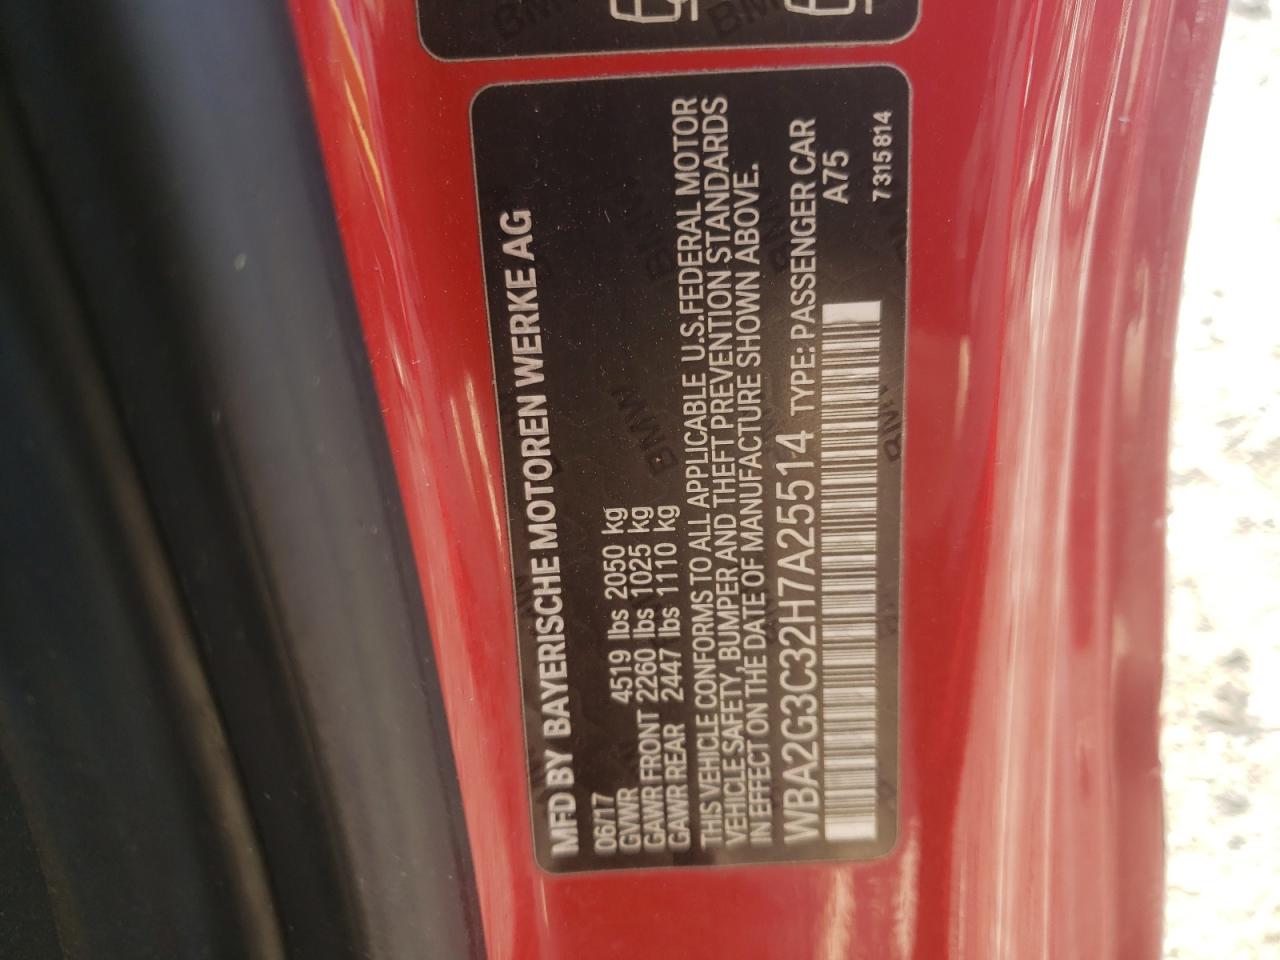 MFD BY BAYERISCHE MOTOREN WERKE AG
06/17
GVWR 4519 lbs 2050 kg
GAWR FRONT 2260 lbs 1025 kg
GAWR REAR 2447 lbs 1110 kg
THIS VEHICLE CONFORMS TO ALL APPLICABLE U.S.FEDERAL MOTOR
VEHICLE SAFETY, BUMPER AND THEFT PREVENTION STANDARDS
IN EFFECT ON THE DATE OF MANUFACTURE SHOWN ABOVE.
WBA2G3C32H7A25514 TYPE: PASSENGER CAR
A75
7315814